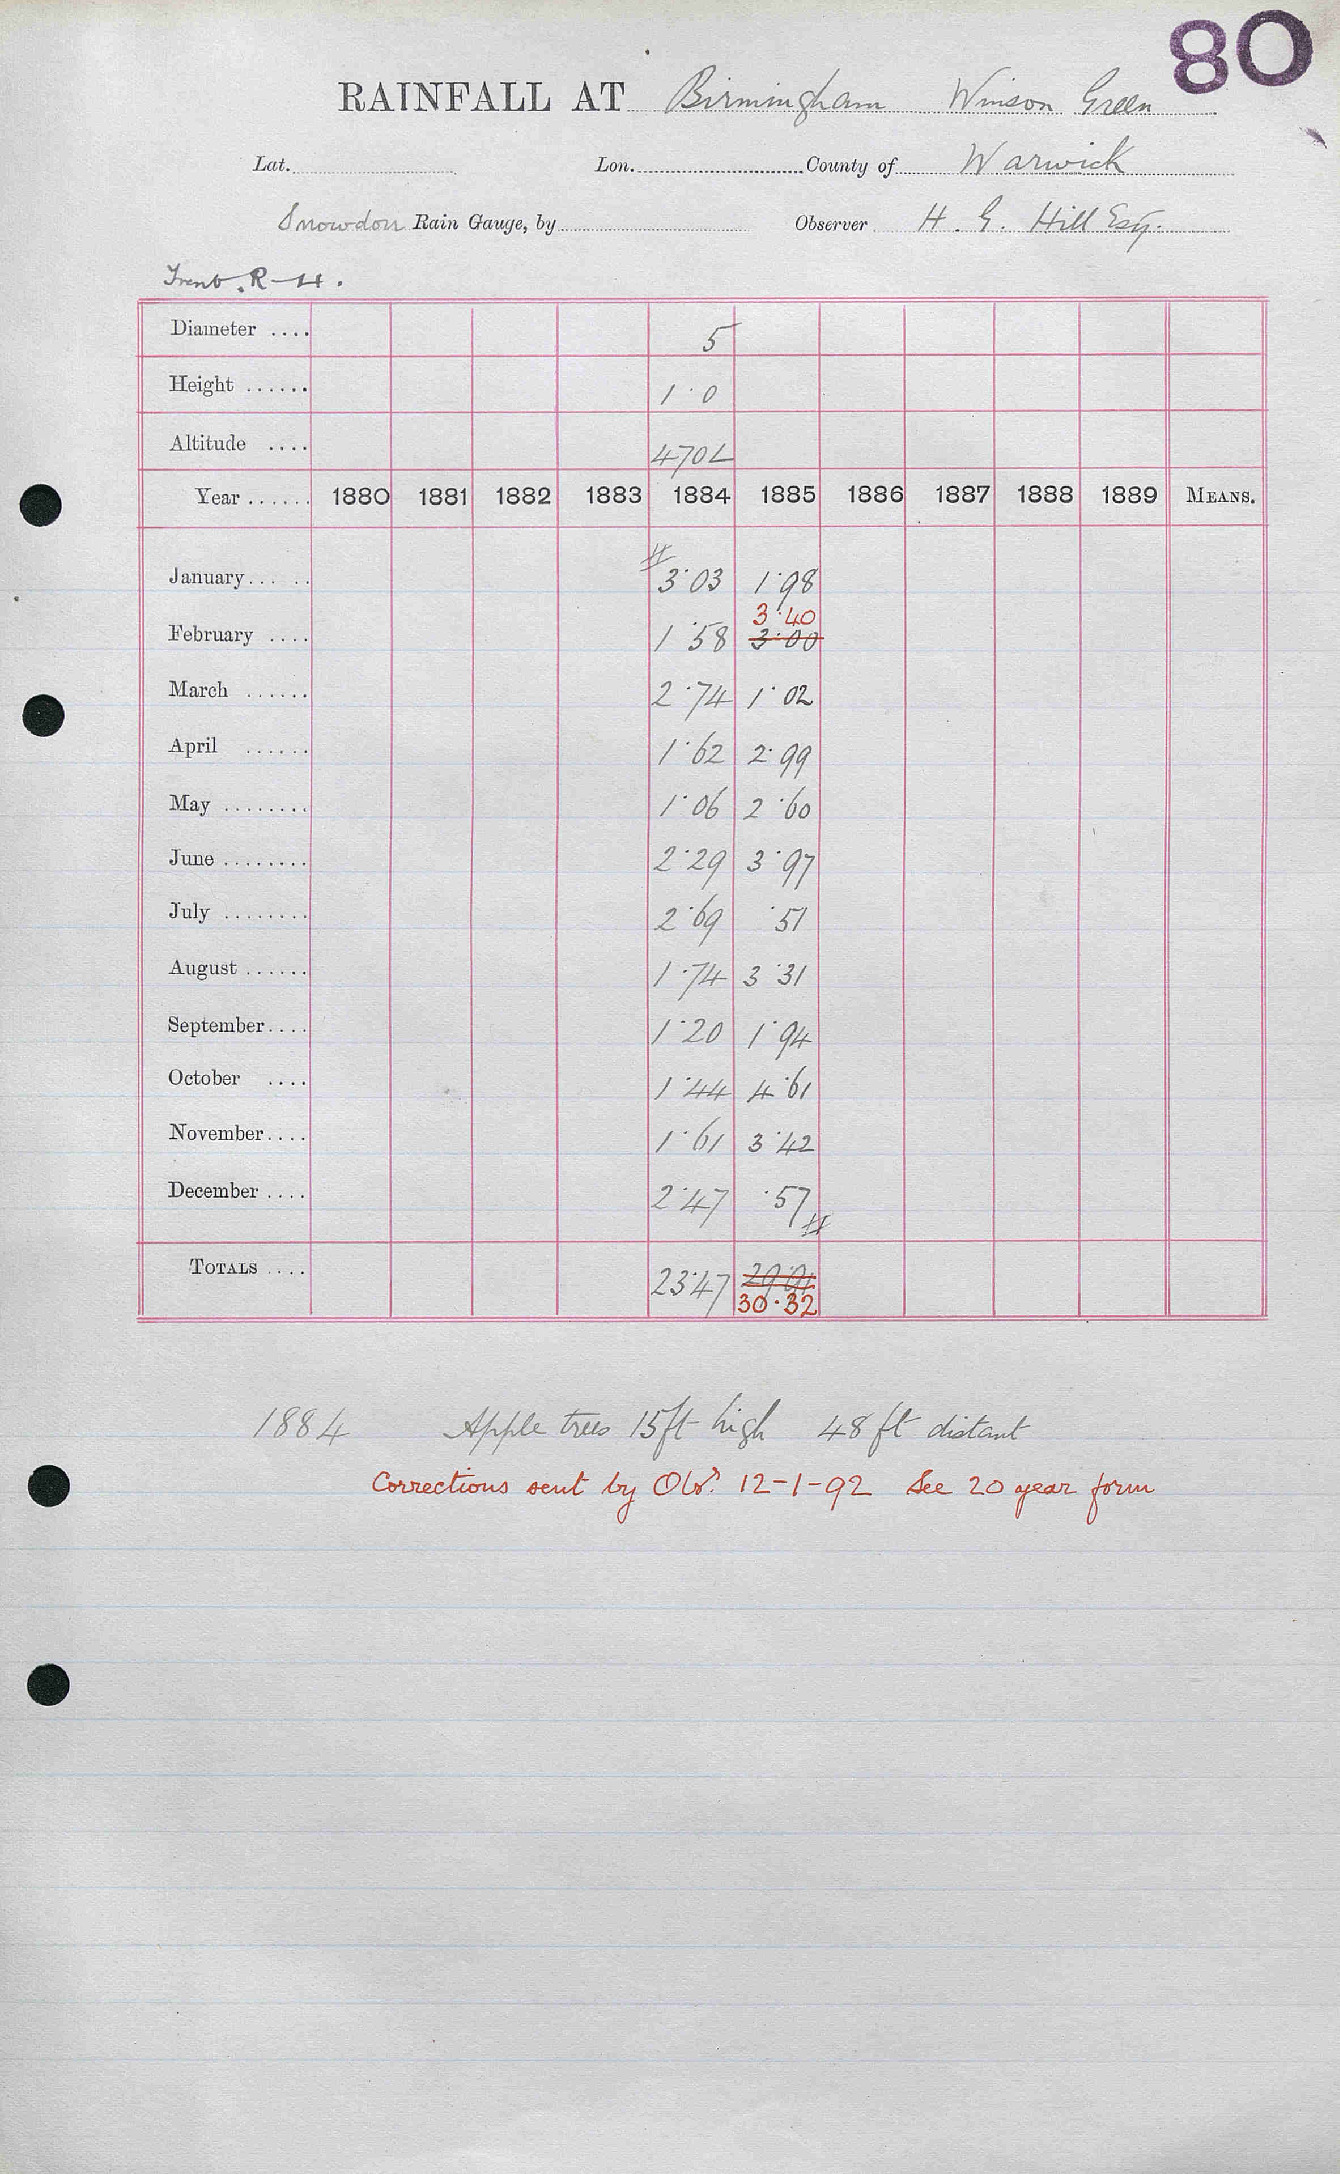 80
RAINFALL AT Birmingham Winson Green
Lat. Lon. County of Warwick
Snowdon Rain Gauge, by Observer H. G. Hill Esq.
Trent. R-H.
Diameter .... 5
Height ...... 1·0
Altitude .... 470L
Year ...... 1880 1881 1882 1883 1884 1885 1886 1887 1888 1889 MEANS.
January... .. # 3·03 1·98
3·40
February .... 1·58 3·00
March ...... 2·74 1·02
April ...... 1·62 2·99
May ........ 1·06 2·60
June ........ 2·29 3·97
July ........ 2·69 ·51
August ...... 1·74 3·31
September.... 1·20 1·94
October .... 1·44 4·61
November.... 1·61 3·42
December .... 2·47 ·57 #
TOTALS .... 23·47 29·91
30·32
1884 Apple trees 15ft high 48ft distant
Corrections sent by Obsr. 12-1-92 See 20 year form